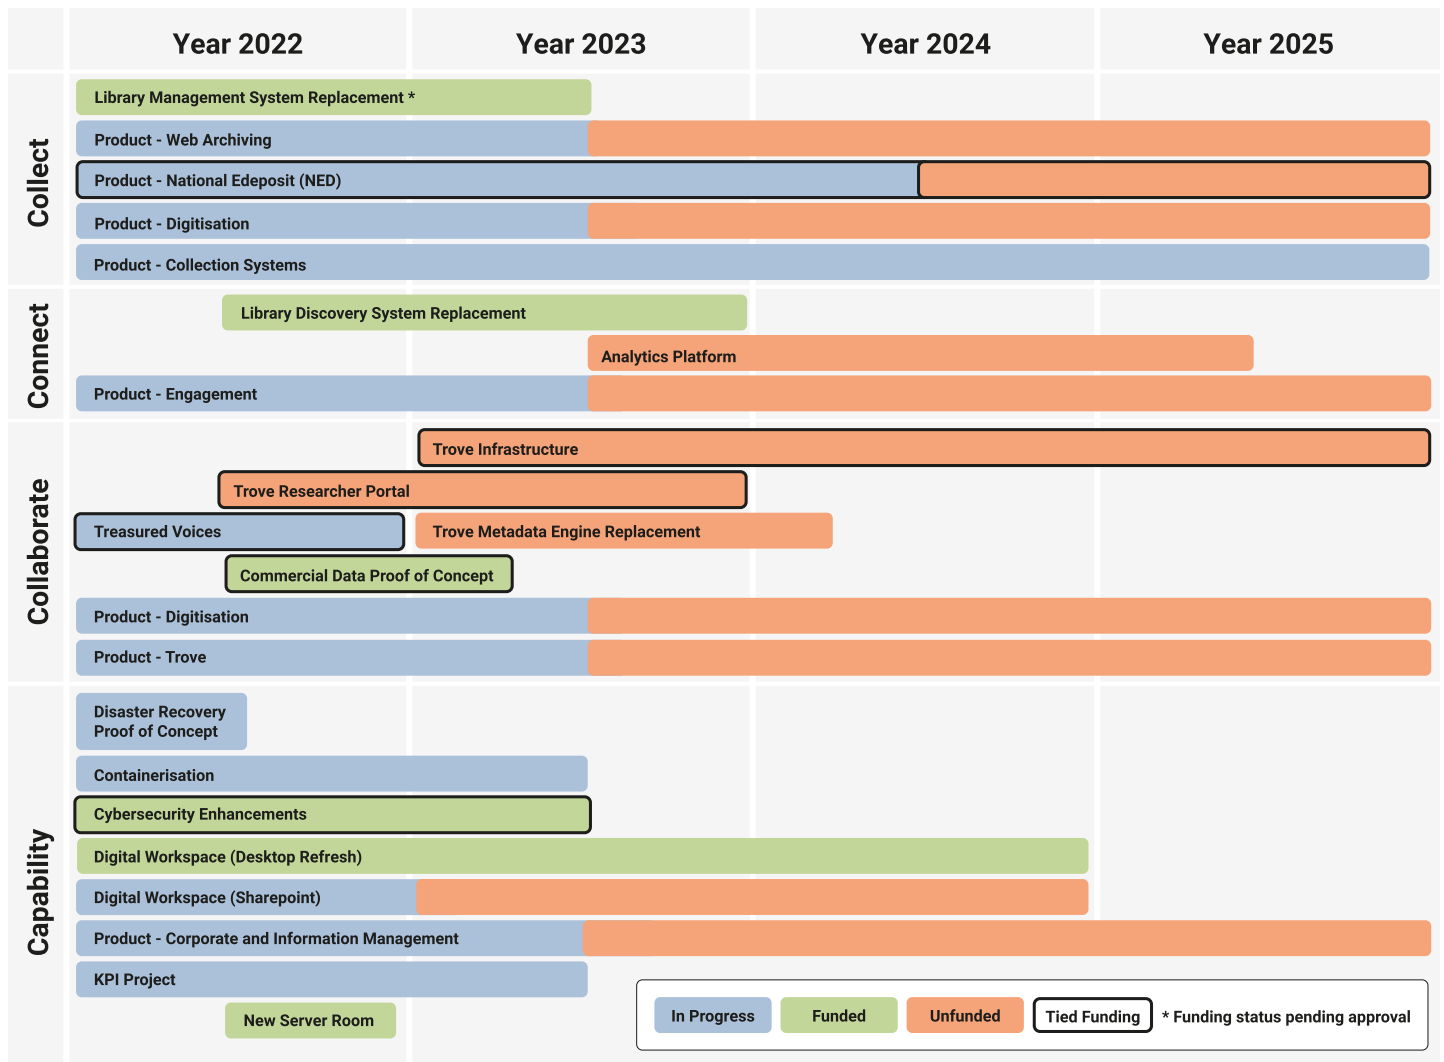 Year 2022
Year 2023
Year 2024
Year 2025
Collect
Library Management System Replacement *
Product - Web Archiving
Product - National Edeposit (NED)
Product - Digitisation
Product - Collection Systems
Connect
Library Discovery System Replacement
Analytics Platform
Product - Engagement
Collaborate
Trove Infrastructure
Trove Researcher Portal
Treasured Voices
Trove Metadata Engine Replacement
Commercial Data Proof of Concept
Product - Digitisation
Product - Trove
Capability
Disaster Recovery
Proof of Concept
Containerisation
Cybersecurity Enhancements
Digital Workspace (Desktop Refresh)
Digital Workspace (Sharepoint)
Product - Corporate and Information Management
KPI Project
New Server Room
In Progress
Funded
Unfunded
Tied Funding
* Funding status pending approval